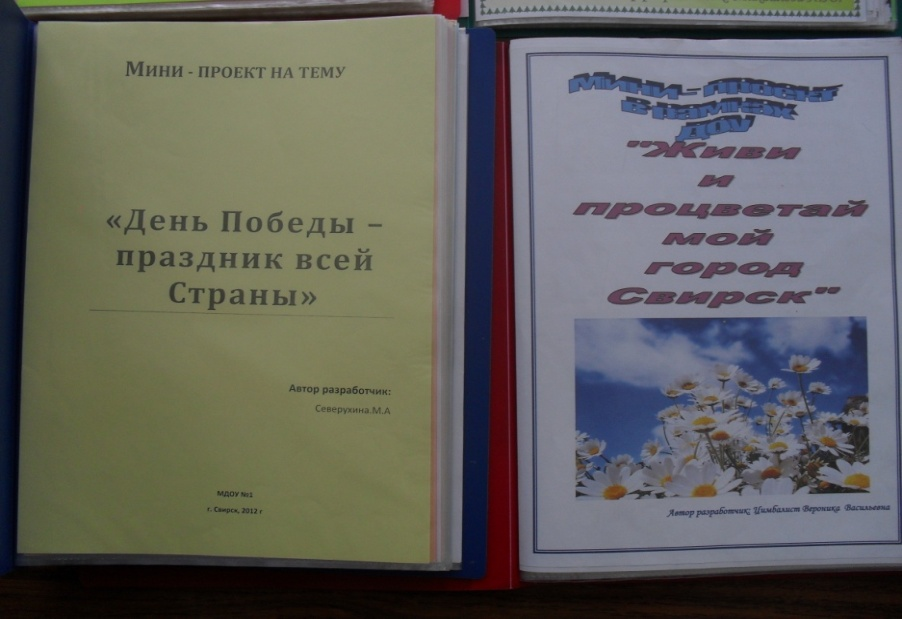 Мини - проект на тему
«День Победы –
праздник всей
Страны»
Автор разработчик:
Северухина.М.А
МДОУ №1
г. Свирск, 2012 г
Мини - проект
в рамках
ДОУ
"Живи
и
процветай
мой
город
Свирск"
Автор разработчик: Цимбалист Вероника Васильевна